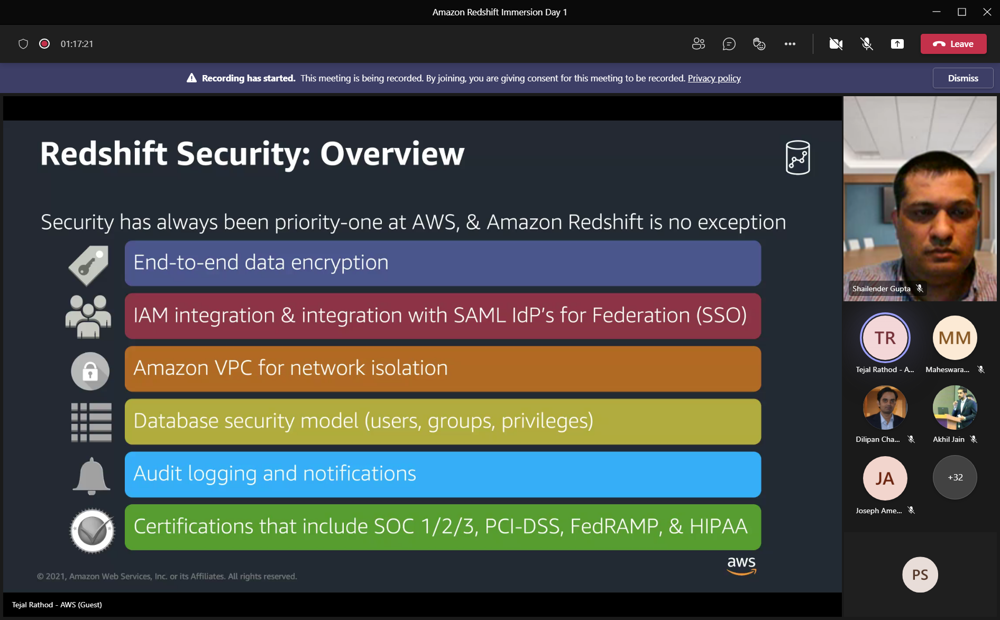 Amazon Redshift Immersion Day 1
01:17:21
Leave
Recording has started. This meeting is being recorded. By joining, you are giving consent for this meeting to be recorded. Privacy policy
Dismiss
Redshift Security: Overview
Security has always been priority-one at AWS, & Amazon Redshift is no exception
End-to-end data encryption
IAM integration & integration with SAML IdP's for Federation (SSO)
Amazon VPC for network isolation
Database security model (users, groups, privileges)
Audit logging and notifications
Certifications that include SOC 1/2/3, PCI-DSS, FedRAMP, & HIPAA
aws
© 2021, Amazon Web Services, Inc. or its Affiliates. All rights reserved.
Tejal Rathod - AWS (Guest)
Shailender Gupta
TR
MM
Tejal Rathod - A...
Maheswara...
Dilipan Cha...
Akhil Jain
JA
+32
Joseph Ame...
PS